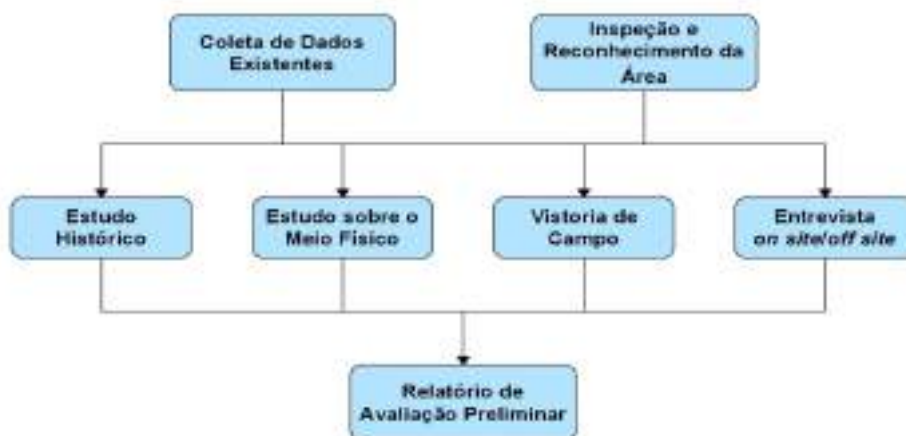 Coleta de Dados
Existentes
Inspeção e
Reconhecimento da
Área
Estudo
Histórico
Estudo sobre o
Meio Físico
Vistoria de
Campo
Entrevista
on site/off site
Relatório de
Avaliação Preliminar